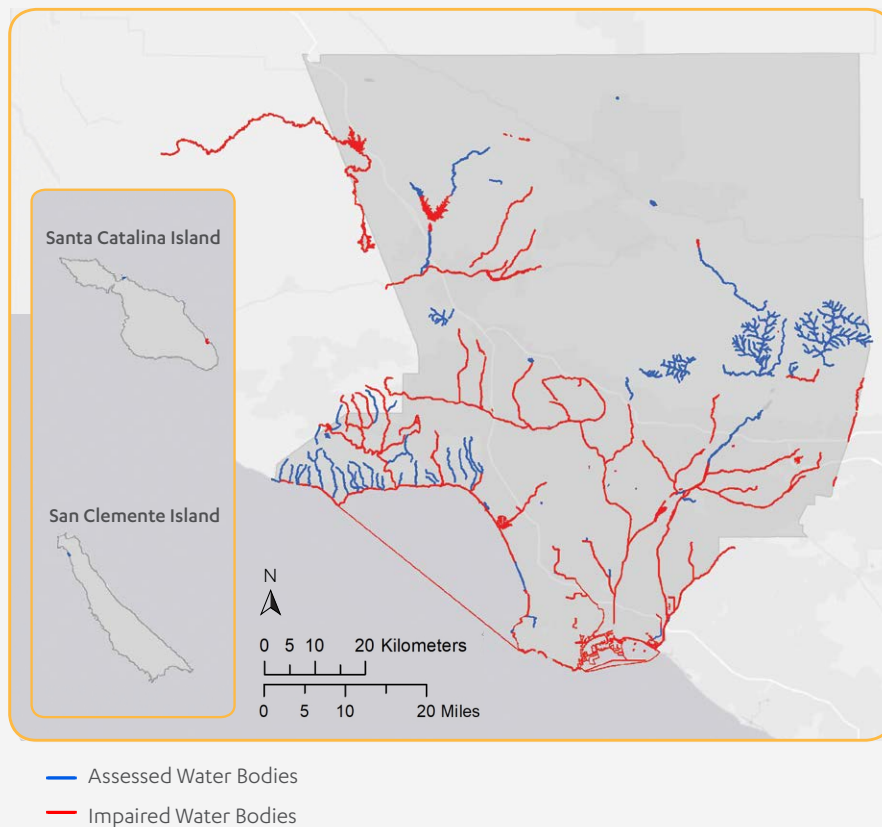 Santa Catalina Island
San Clemente Island
N
0 5 10 20 Kilometers
0 5 10 20 Miles
Assessed Water Bodies
Impaired Water Bodies